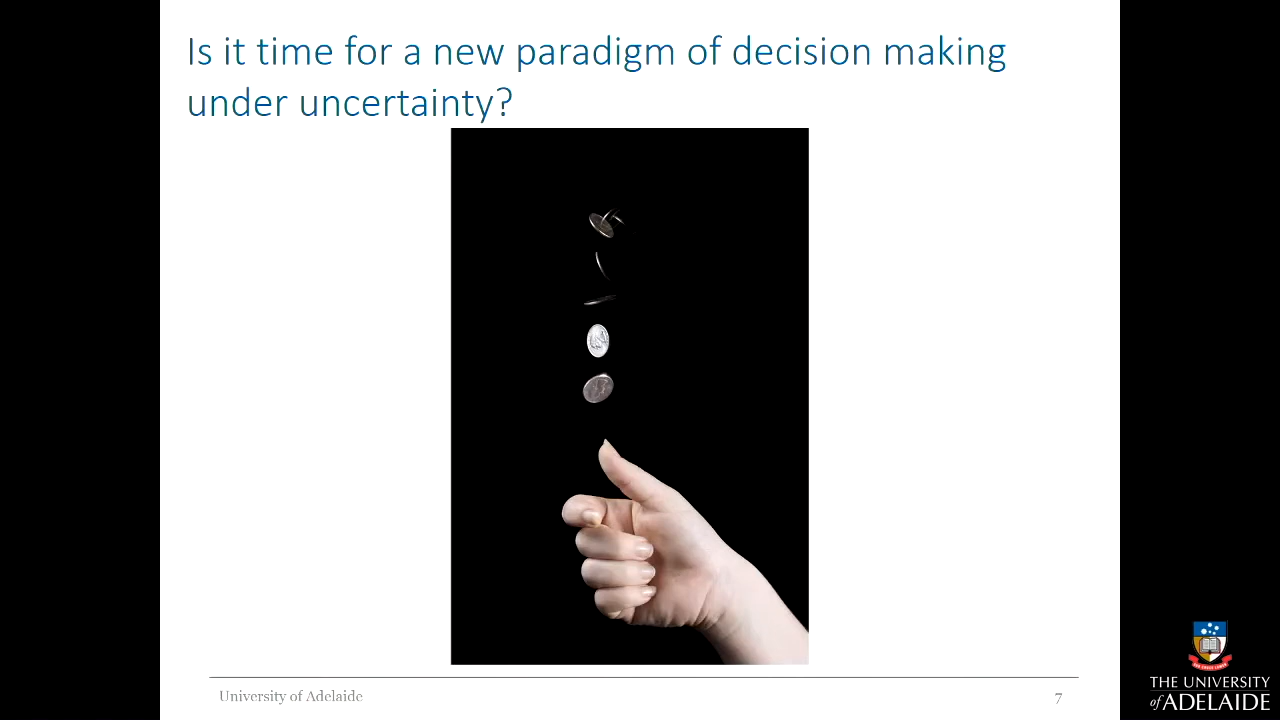 Is it time for a new paradigm of decision making
under uncertainty?
University of Adelaide
7
THE UNIVERSITY
of ADELAIDE